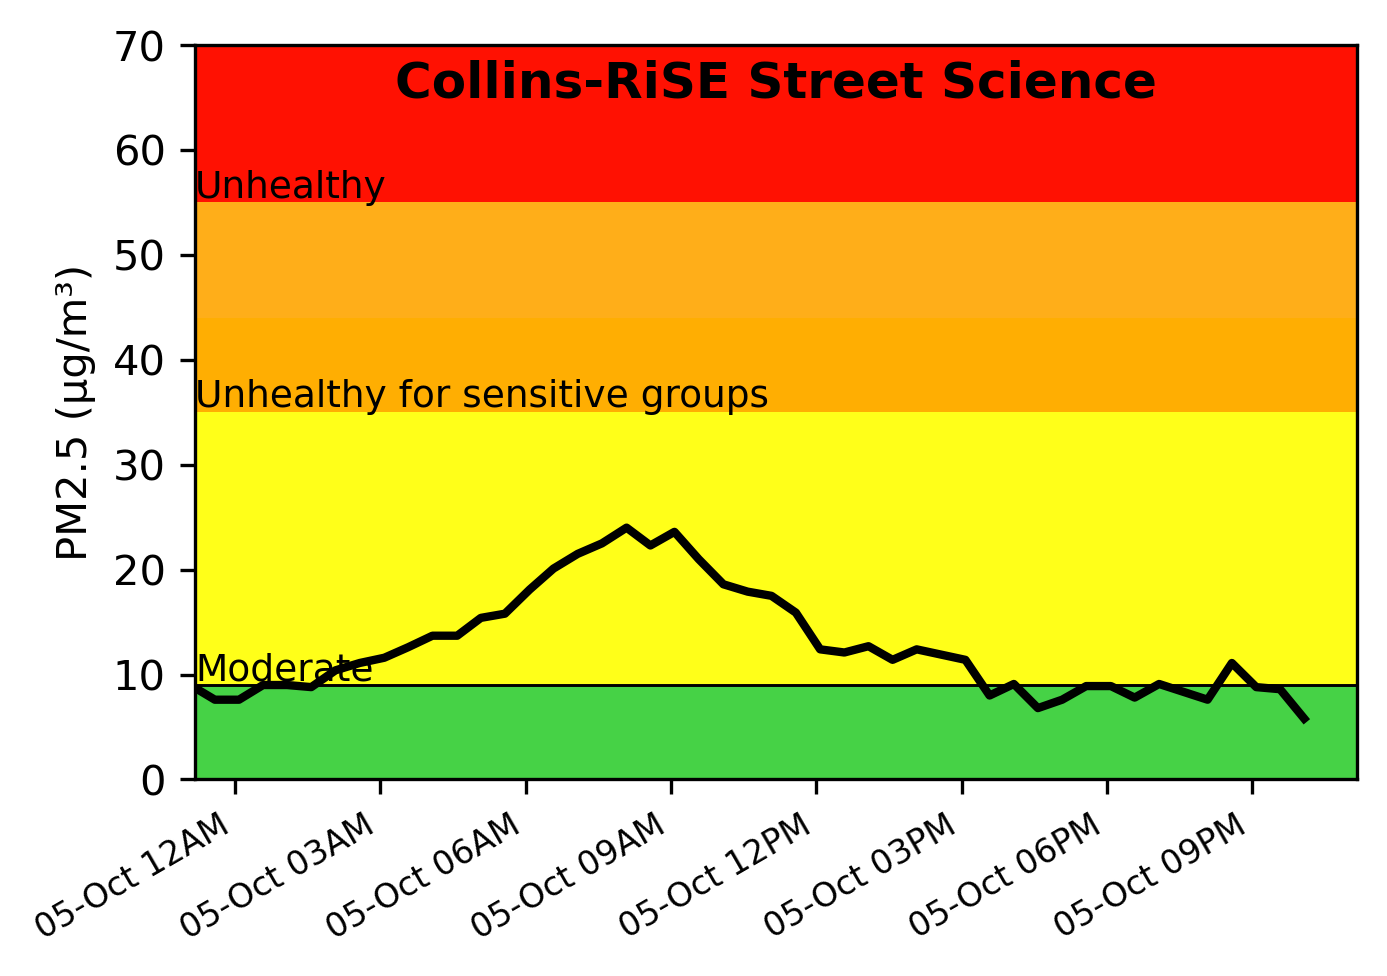 Collins-RiSE Street Science
PM2.5 (µg/m³)
70
60
Unhealthy
50
40
Unhealthy for sensitive groups
30
20
10
Moderate
0
05-Oct 12AM
05-Oct 03AM
05-Oct 06AM
05-Oct 09AM
05-Oct 12PM
05-Oct 03PM
05-Oct 06PM
05-Oct 09PM